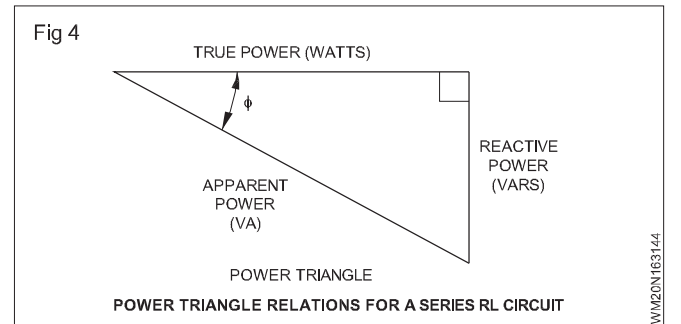 Fig 4
TRUE POWER (WATTS)
ϕ
REACTIVE
POWER
(VARS)
APPARENT
POWER
(VA)
POWER TRIANGLE
POWER TRIANGLE RELATIONS FOR A SERIES RL CIRCUIT
WM20N163144